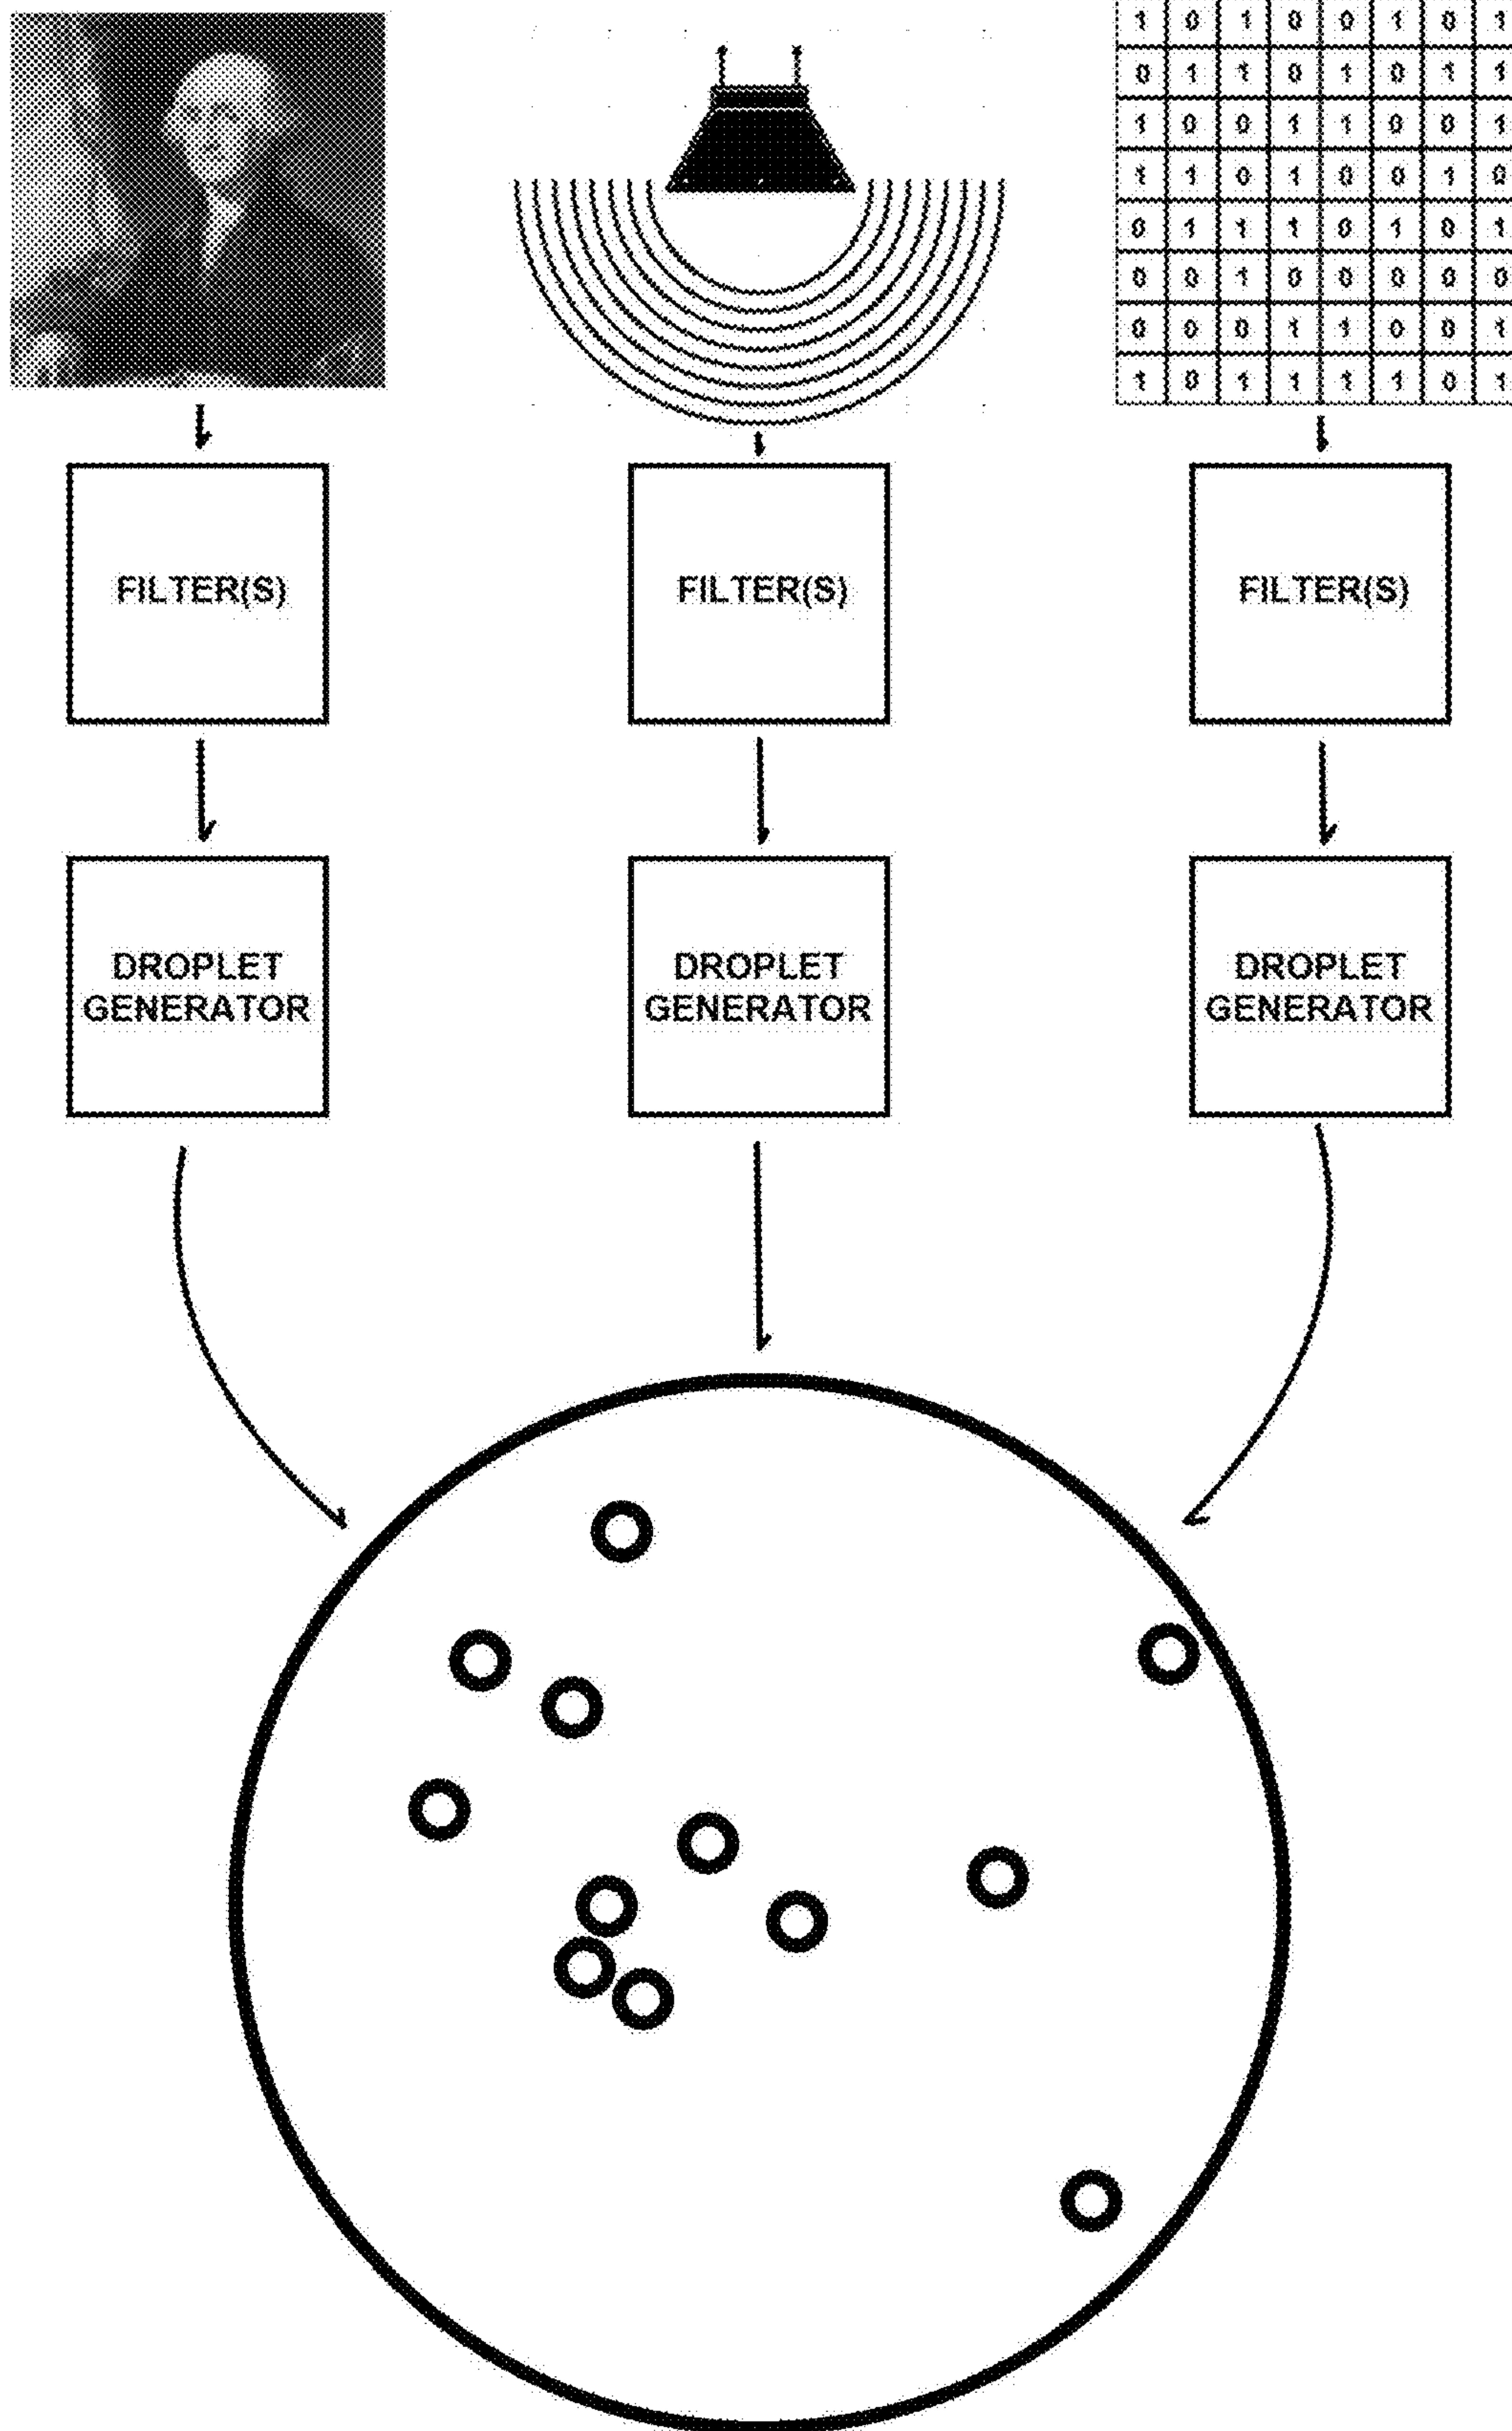 1 0 1 0 0 1 0 1
0 1 1 0 1 0 1 1
1 0 0 1 1 0 0 1
1 1 0 1 0 0 1 0
0 1 1 1 0 1 0 1
0 0 1 0 0 0 0 0
0 0 0 1 1 0 0 1
1 0 1 1 1 1 0 1
FILTER(S)
FILTER(S)
FILTER(S)
DROPLET
GENERATOR
DROPLET
GENERATOR
DROPLET
GENERATOR